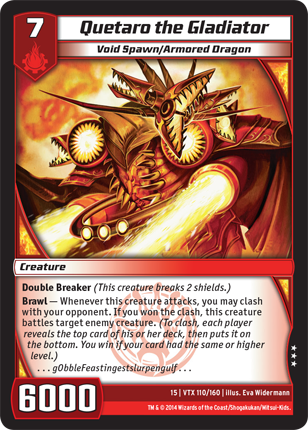 7
Quetaro the Gladiator
Void Spawn/Armored Dragon
Creature
Double Breaker (This creature breaks 2 shields.)
Brawl — Whenever this creature attacks, you may clash
with your opponent. If you win the clash, this creature
battles target enemy creature. (To clash, each player
reveals the top card of his or her deck, then puts it on
the bottom. You win if your card had the same or higher
level.)
. . . g0bbleFeastingestslurpengulf . . .
6000
15 | VTX 110/160 | illus. Eva Widermann
TM & © 2014 Wizards of the Coast/Shogakukan/Mitsui-Kids.